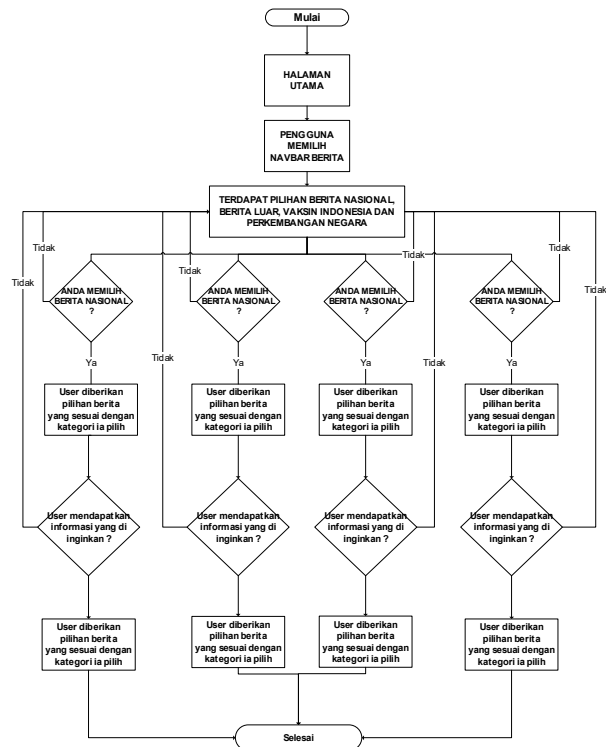 Mulai
HALAMAN
UTAMA
PENGGUNA
MEMILIH
NAVBAR BERITA
TERDAPAT PILIHAN BERITA NASIONAL,
BERITA LUAR, VAKSIN INDONESIA DAN
PERKEMBANGAN NEGARA
Tidak
Tidak
Tidak
Tidak
Tidak
Tidak
Tidak
Tidak
ANDA MEMILIH
BERITA NASIONAL
?
ANDA MEMILIH
BERITA NASIONAL
?
ANDA MEMILIH
BERITA NASIONAL
?
ANDA MEMILIH
BERITA NASIONAL
?
Ya
Ya
Ya
Ya
User diberikan
pilihan berita
yang sesuai dengan
kategori ia pilih
User diberikan
pilihan berita
yang sesuai dengan
kategori ia pilih
User diberikan
pilihan berita
yang sesuai dengan
kategori ia pilih
User diberikan
pilihan berita
yang sesuai dengan
kategori ia pilih
User mendapatkan
informasi yang di
inginkan ?
User mendapatkan
informasi yang di
inginkan ?
User mendapatkan
informasi yang di
inginkan ?
User mendapatkan
informasi yang di
inginkan ?
User diberikan
pilihan berita
yang sesuai dengan
kategori ia pilih
User diberikan
pilihan berita
yang sesuai dengan
kategori ia pilih
User diberikan
pilihan berita
yang sesuai dengan
kategori ia pilih
User diberikan
pilihan berita
yang sesuai dengan
kategori ia pilih
Selesai